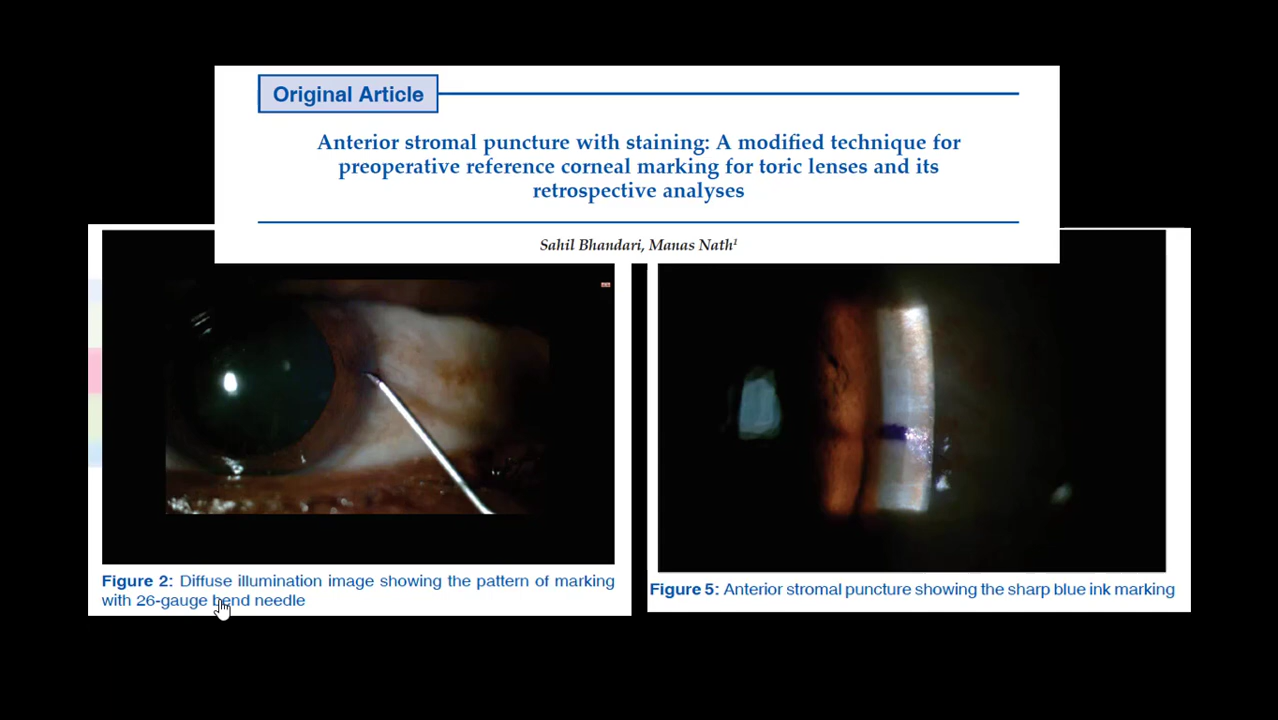 Original Article
Anterior stromal puncture with staining: A modified technique for
preoperative reference corneal marking for toric lenses and its
retrospective analyses
Sahil Bhandari, Manas Nath¹
Figure 2: Diffuse illumination image showing the pattern of marking
with 26-gauge bend needle
Figure 5: Anterior stromal puncture showing the sharp blue ink marking